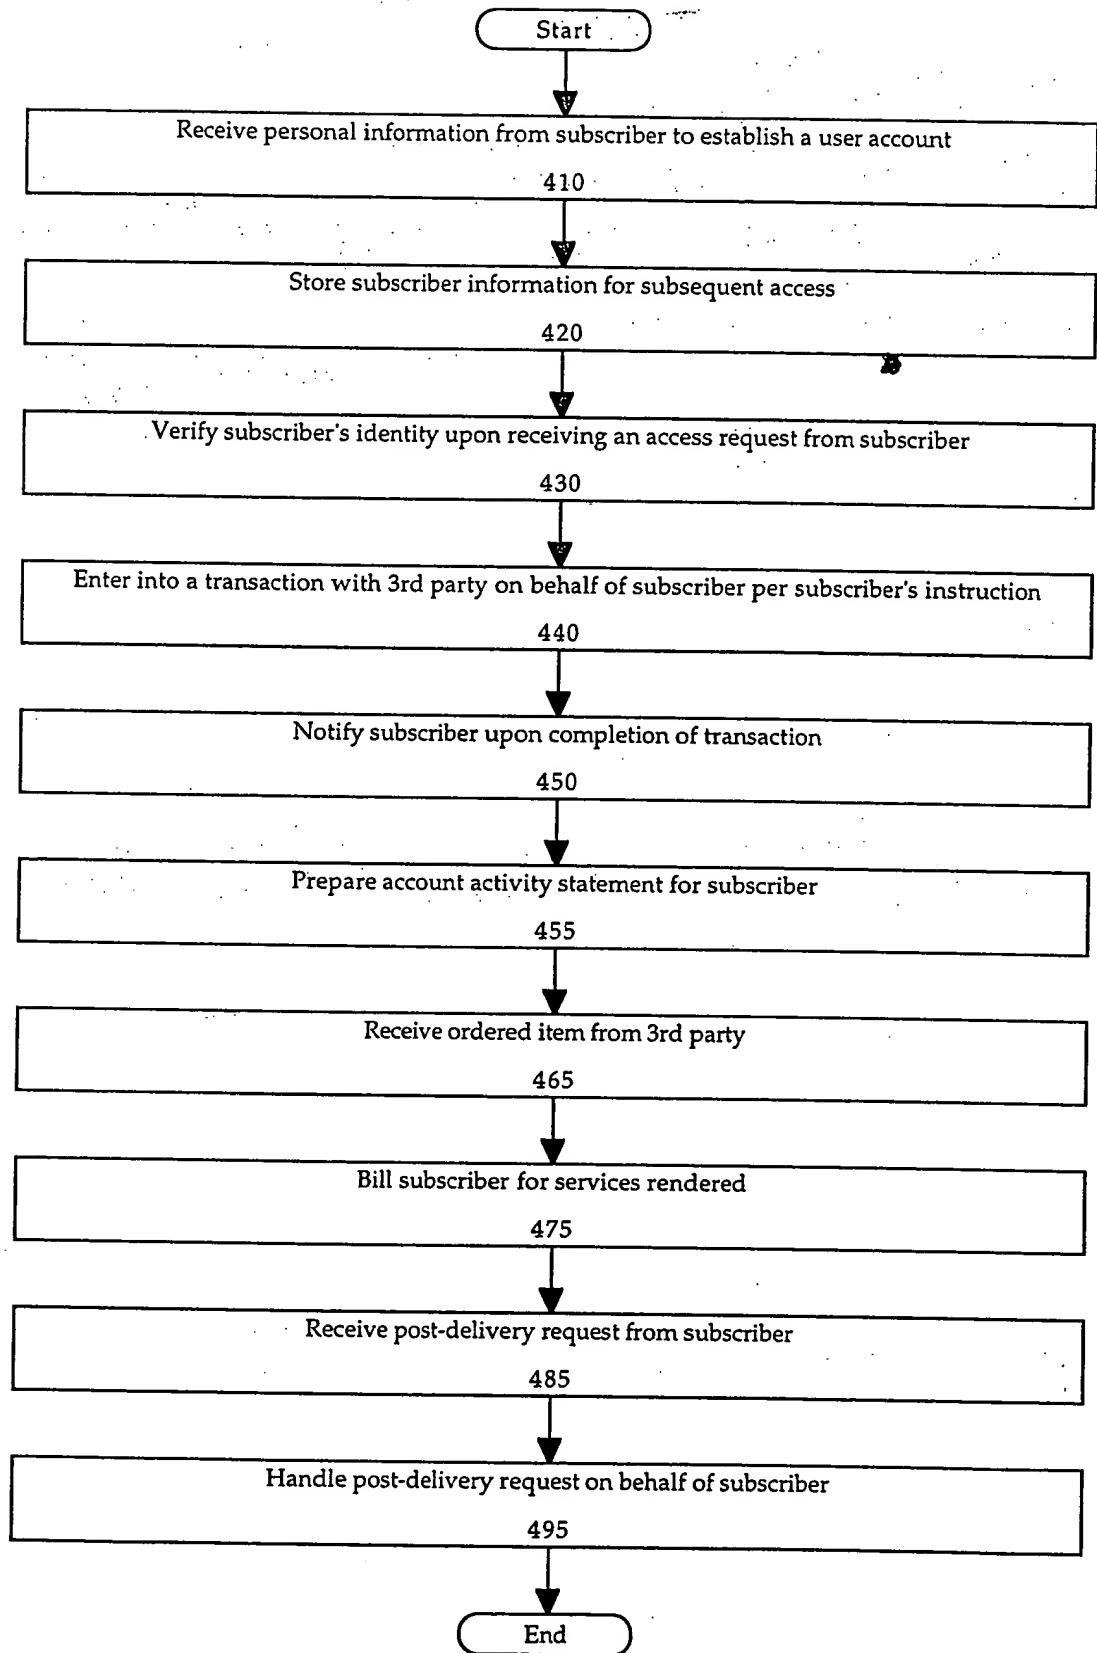 Start
Receive personal information from subscriber to establish a user account
410
Store subscriber information for subsequent access
420
Verify subscriber's identity upon receiving an access request from subscriber
430
Enter into a transaction with 3rd party on behalf of subscriber per subscriber's instruction
440
Notify subscriber upon completion of transaction
450
Prepare account activity statement for subscriber
455
Receive ordered item from 3rd party
465
Bill subscriber for services rendered
475
Receive post-delivery request from subscriber
485
Handle post-delivery request on behalf of subscriber
495
End